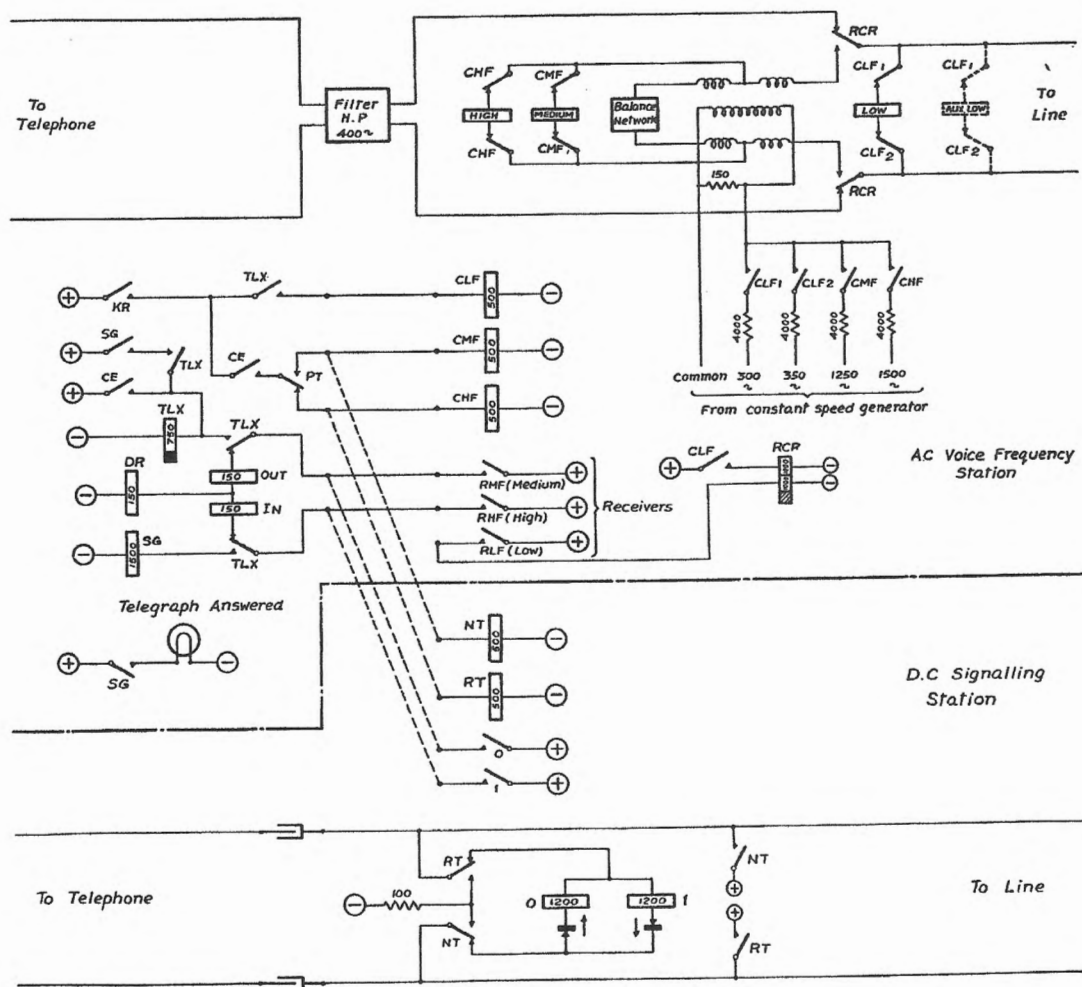 RCR
CHF
CMF
CLF1
CLF1
To
Telephone
Filter
H.P
400~
HIGH
MEDIUM
Balance
Network
LOW
AUX. LOW
To
Line
CHF
CMF1
CLF2
CLF2
150
RCR
TLX
CLF
500
KR
CLF1
CLF2
CMF
CHF
SG
CE
CMF
500
TLX
PT
4000
4000
4000
4000
CE
CHF
500
Common
300
350
1250
1500
~
~
~
~
From constant speed generator
TLX
750
TLX
DR
150
150
OUT
150
IN
RMF (Medium)
RHF (High)
RLF (Low)
Receivers
CLF
RCR
A.C Voice Frequency
Station
SG
1500
TLX
Telegraph Answered
SG
NT
500
RT
500
D.C Signalling
Station
0
1
To Telephone
RT
100
NT
0
1200
1200
1
NT
RT
To Line